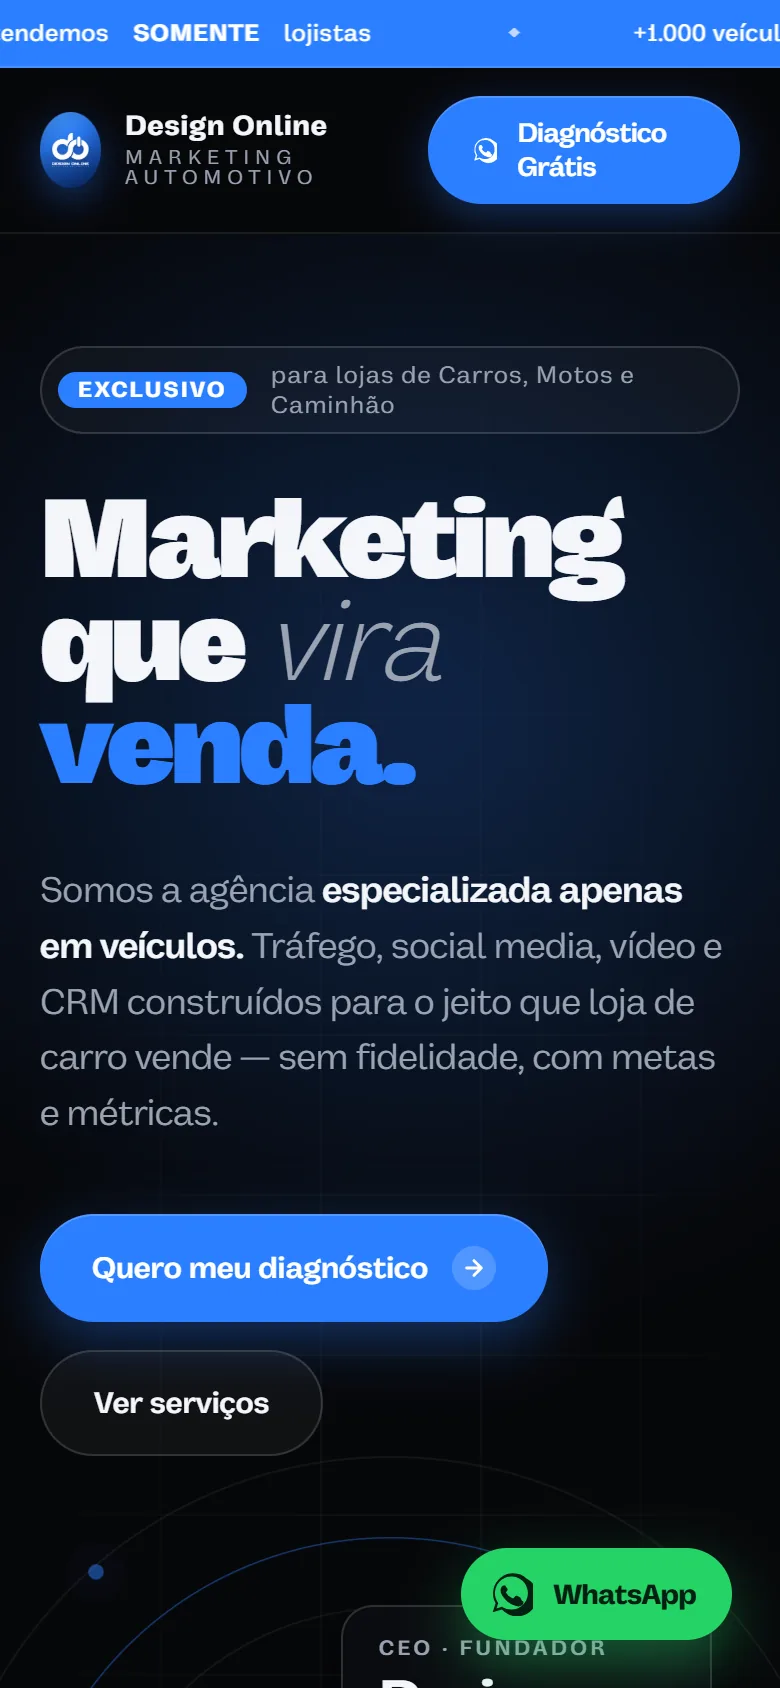 SOMENTE lojistas
+1.000
Design Online
MARKETING
AUTOMOTIVO
Diagnóstico
Grátis
EXCLUSIVO
para lojas de Carros, Motos e
Caminhão
Marketing
que vira
venda.
Somos a agência especializada apenas
em veículos. Tráfego, social media, vídeo e
CRM construídos para o jeito que loja de
carro vende — sem fidelidade, com metas
e métricas.
Quero meu diagnóstico
Ver serviços
WhatsApp
CEO · FUNDADOR